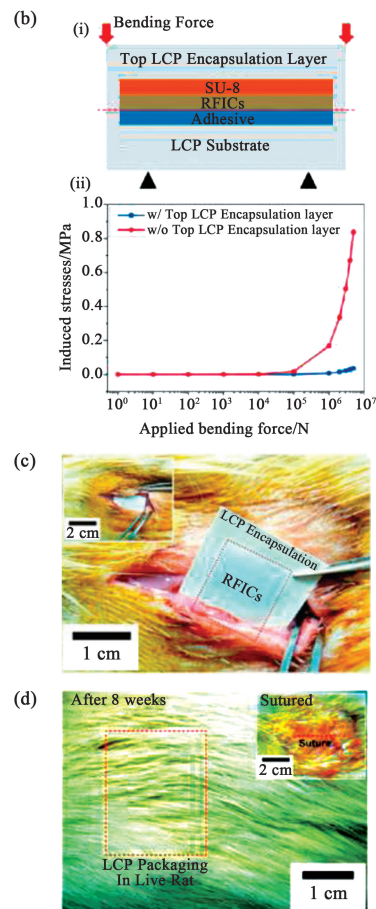 (b)
Bending Force
(i)
Top LCP Encapsulation Layer
SU-8
RFICs
Adhesive
LCP Substrate
(ii)
1.0
0.8
0.6
0.4
0.2
0.0
Induced stresses/MPa
w/ Top LCP Encapsulation layer
w/o Top LCP Encapsulation layer
10⁰ 10¹ 10² 10³ 10⁴ 10⁵ 10⁶ 10⁷
Applied bending force/N
(c)
2 cm
LCP Encapsulation
RFICs
1 cm
(d)
After 8 weeks
Sutured
Suture
2 cm
LCP Packaging
In Live Rat
1 cm